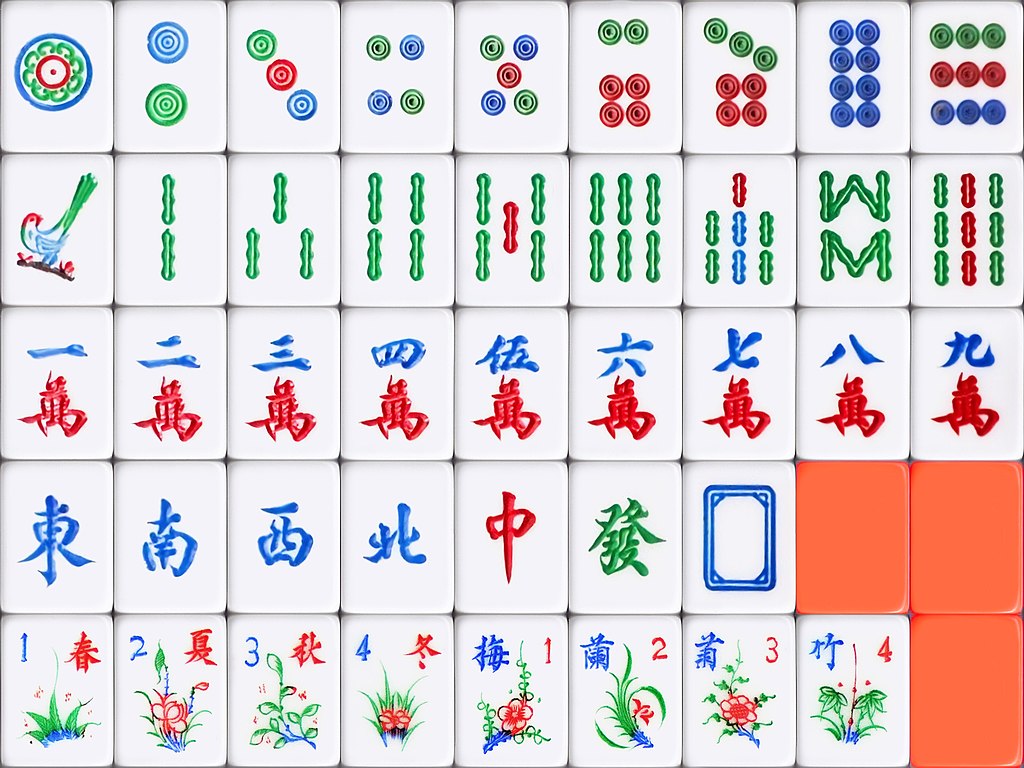 一 二 三 四 伍 六 七 八 九
萬 萬 萬 萬 萬 萬 萬 萬 萬
東 南 西 北 中 發
1 春 2 夏 3 秋 4 冬 梅 1 蘭 2 菊 3 竹 4